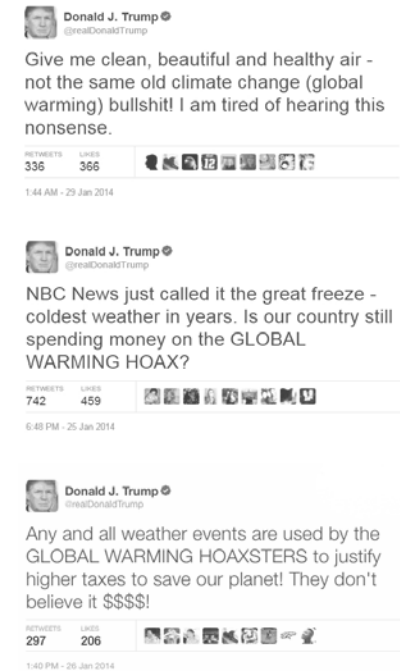 Donald J. Trump
@realDonaldTrump
Give me clean, beautiful and healthy air -
not the same old climate change (global
warming) bullshit! I am tired of hearing this
nonsense.
RETWEETS LIKES
336 366
12
1:44 AM - 29 Jan 2014
Donald J. Trump
@realDonaldTrump
NBC News just called it the great freeze -
coldest weather in years. Is our country still
spending money on the GLOBAL
WARMING HOAX?
RETWEETS LIKES
742 459
6:48 PM - 25 Jan 2014
Donald J. Trump
@realDonaldTrump
Any and all weather events are used by the
GLOBAL WARMING HOAXSTERS to justify
higher taxes to save our planet! They don't
believe it $$$$!
RETWEETS LIKES
297 206
1:40 PM - 26 Jan 2014